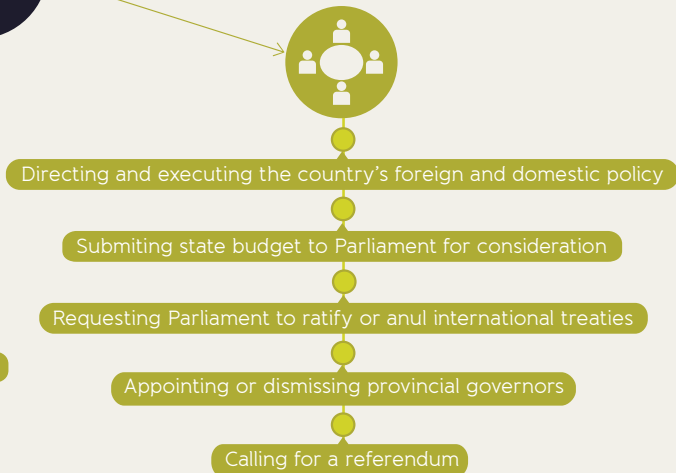 Directing and executing the country's foreign and domestic policy
Submiting state budget to Parliament for consideration
Requesting Parliament to ratify or anul international treaties
Appointing or dismissing provincial governors
Calling for a referendum